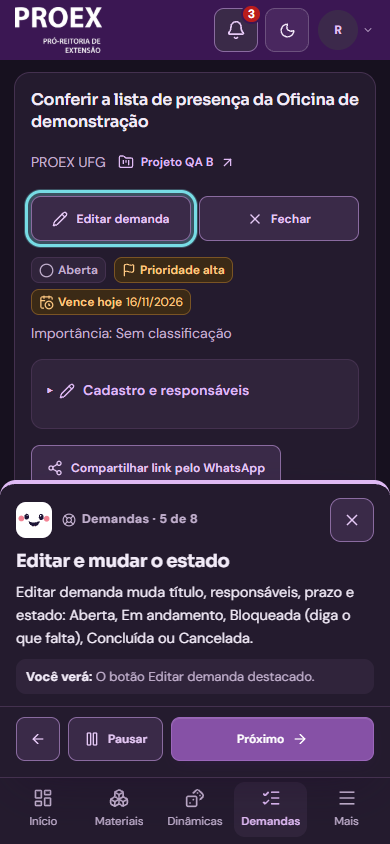 PROEX
PRÓ-REITORIA DE
EXTENSÃO
3
R
Conferir a lista de presença da Oficina de
demonstração
PROEX UFG Projeto QA B
Editar demanda Fechar
Aberta Prioridade alta
Vence hoje 16/11/2026
Importância: Sem classificação
Cadastro e responsáveis
Compartilhar link pelo WhatsApp
Demandas · 5 de 8
Editar e mudar o estado
Editar demanda muda título, responsáveis, prazo e
estado: Aberta, Em andamento, Bloqueada (diga o
que falta), Concluída ou Cancelada.
Você verá: O botão Editar demanda destacado.
Pausar Próximo
Início Materiais Dinâmicas Demandas Mais